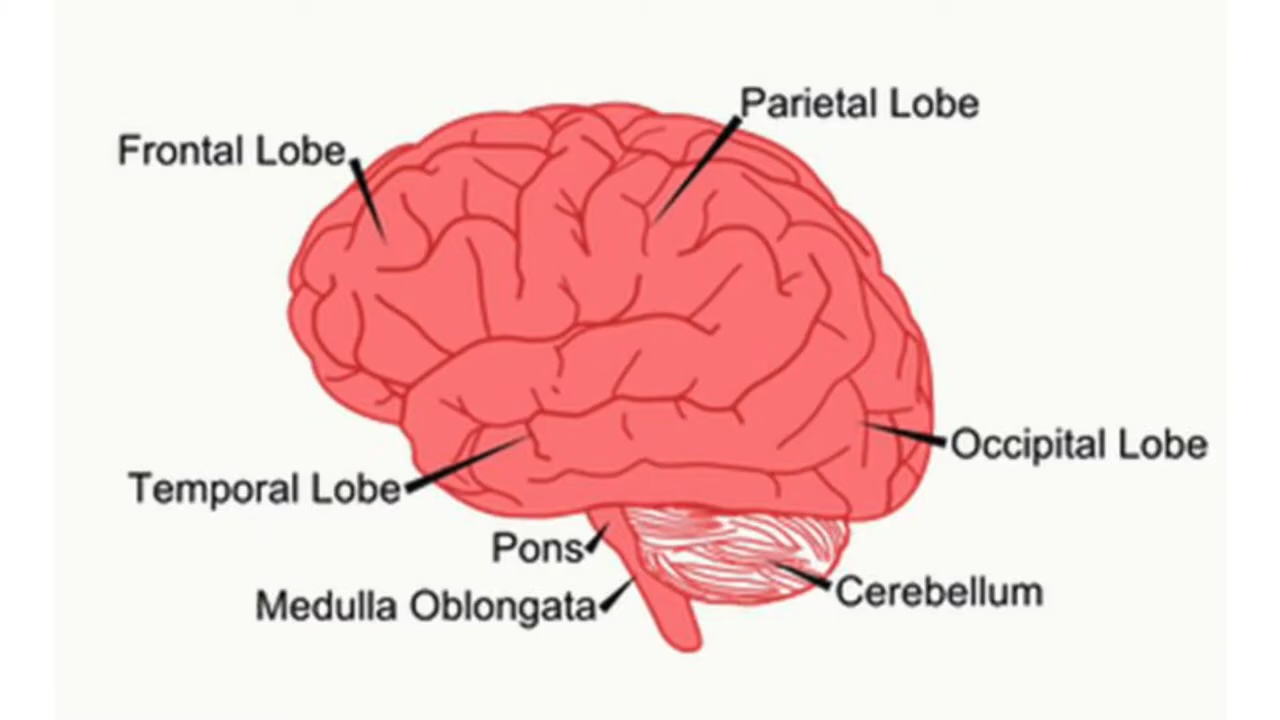 Parietal Lobe
Frontal Lobe
Occipital Lobe
Temporal Lobe
Pons
Cerebellum
Medulla Oblongata